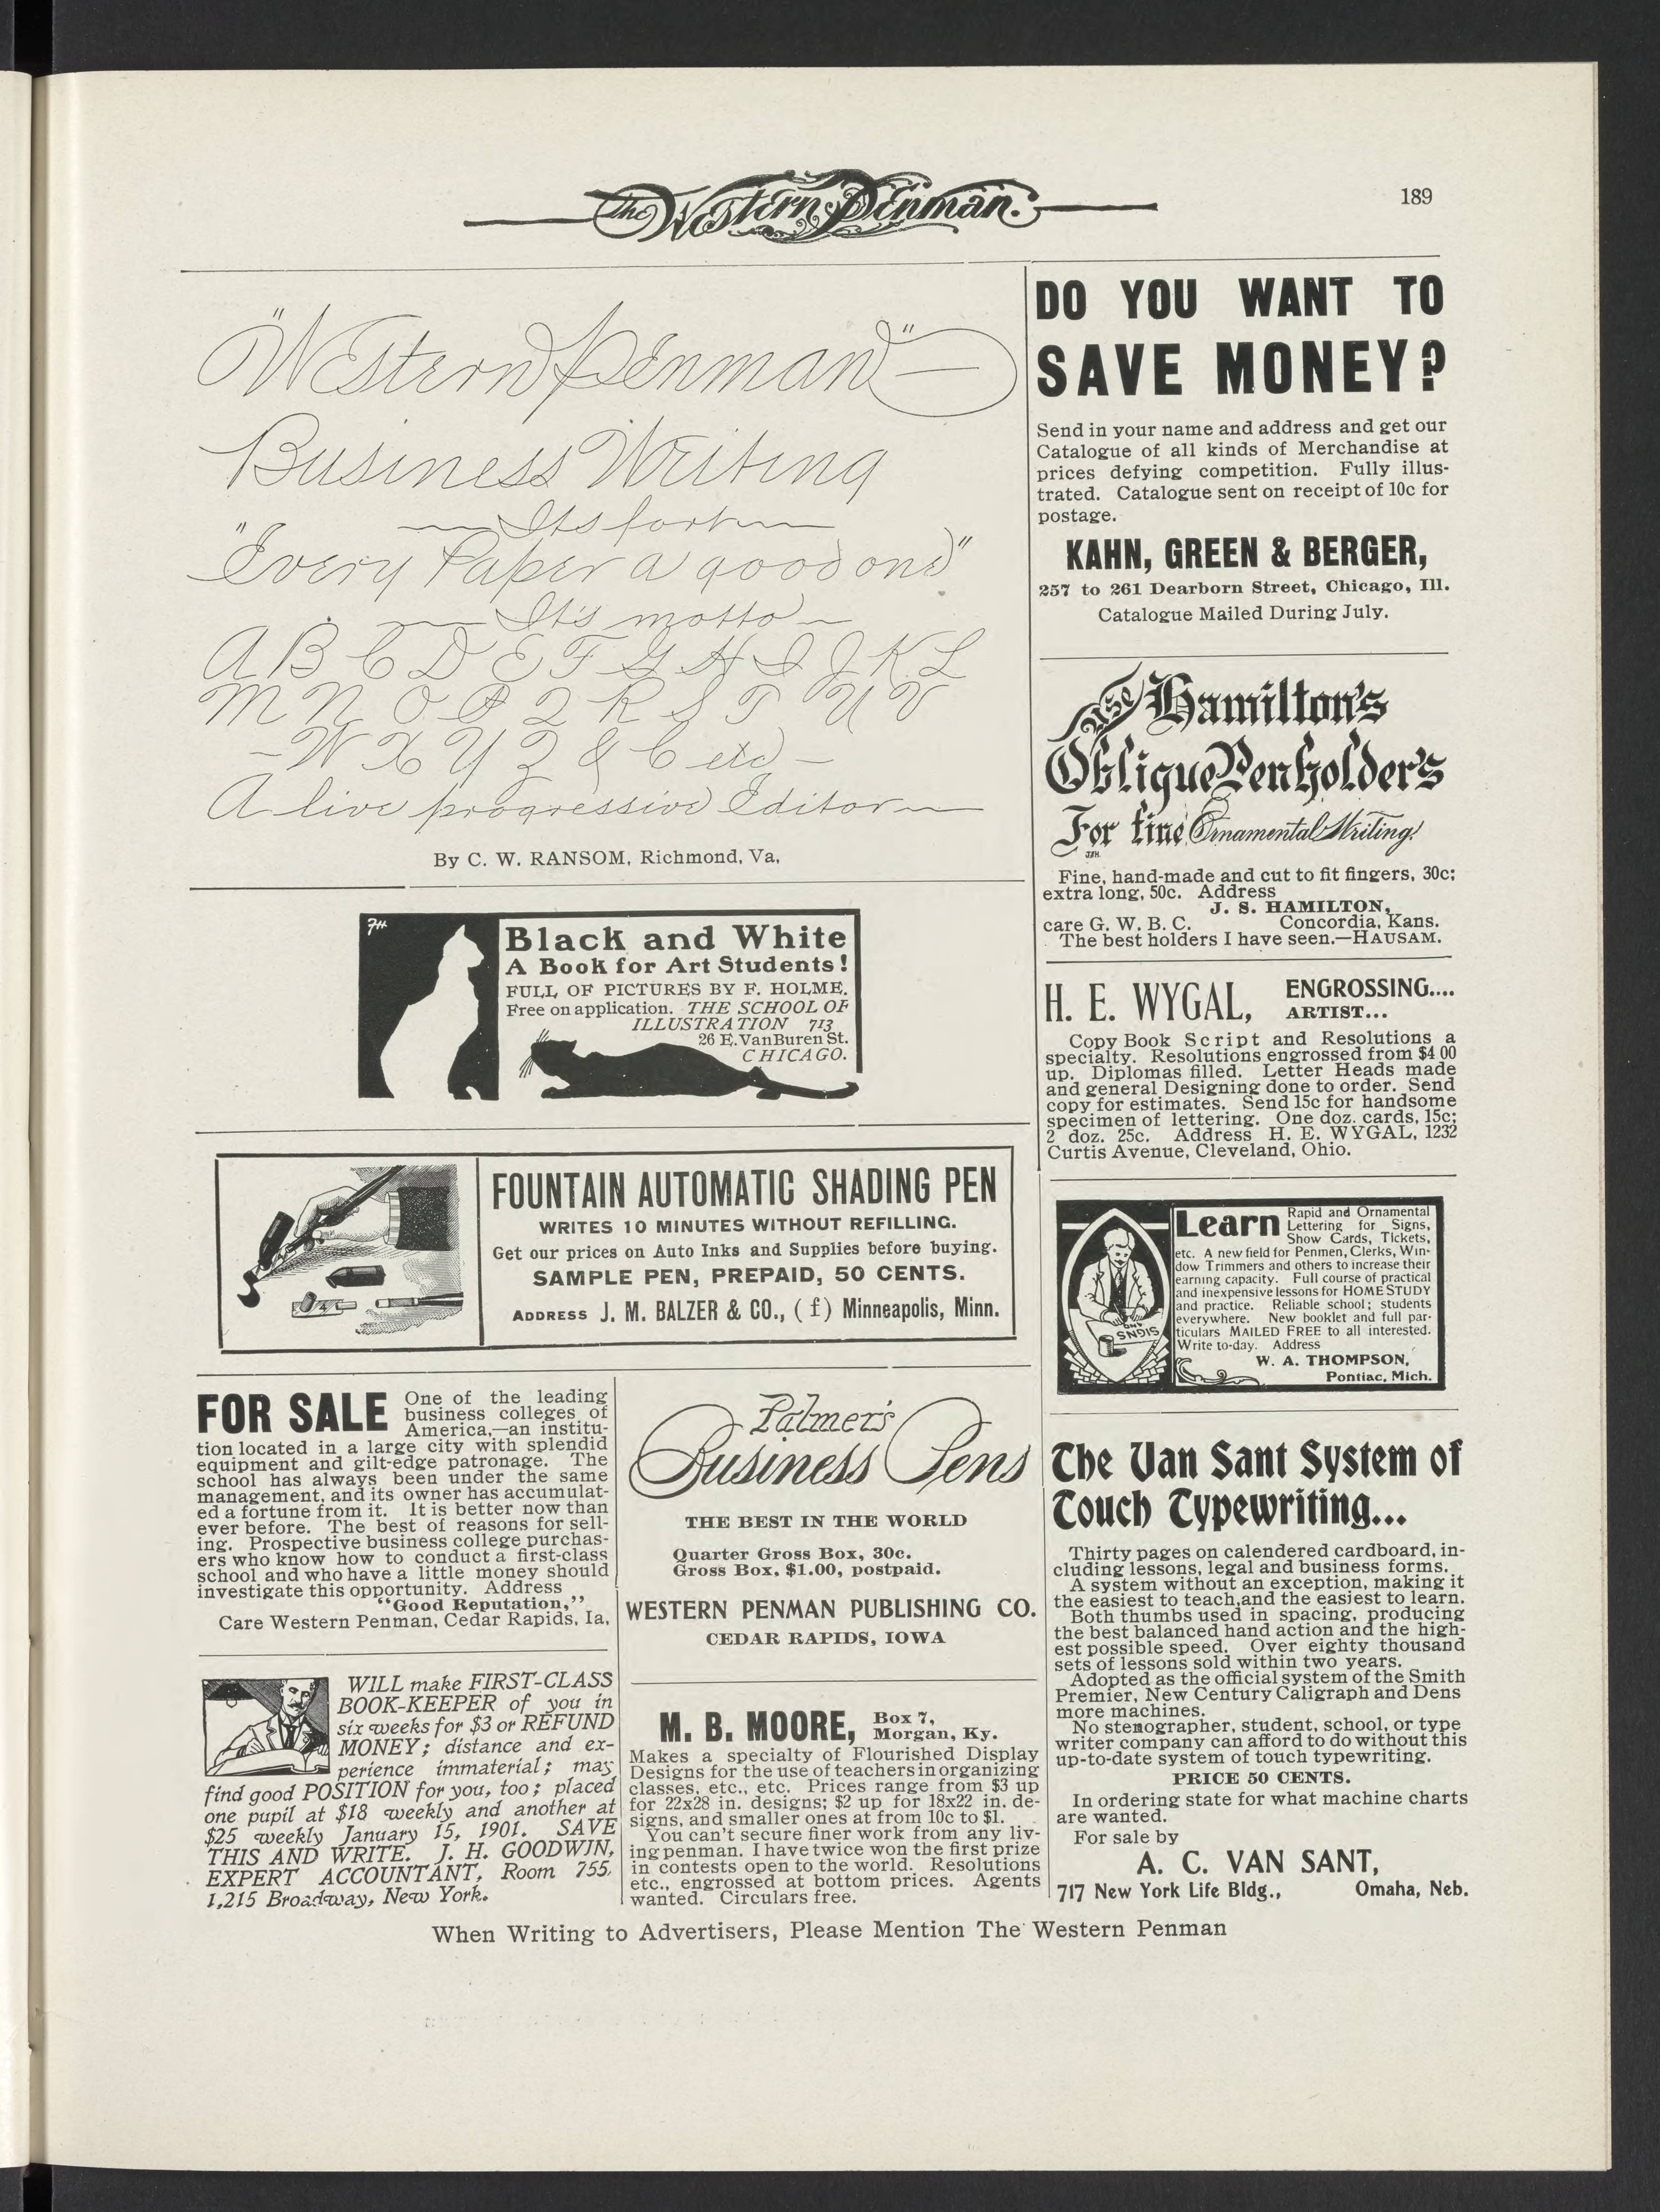 The Western Penman.
189
"Western Penman"
Business Writing
Its fort
"Every Paper a good one"
It's motto
A B C D E F G H I J K L
M N O P Q R S T U V
W X Y Z & C etc
A live progressive Editor
By C. W. RANSOM, Richmond, Va,
FH
Black and White
A Book for Art Students!
FULL OF PICTURES BY F. HOLME.
Free on application. THE SCHOOL OF
ILLUSTRATION 713
26 E. VanBuren St.
CHICAGO.
FOUNTAIN AUTOMATIC SHADING PEN
WRITES 10 MINUTES WITHOUT REFILLING.
Get our prices on Auto Inks and Supplies before buying.
SAMPLE PEN, PREPAID, 50 CENTS.
ADDRESS J. M. BALZER & CO., (f) Minneapolis, Minn.
FOR SALE One of the leading
business colleges of
America,—an institu-
tion located in a large city with splendid
equipment and gilt-edge patronage. The
school has always been under the same
management, and its owner has accumulat-
ed a fortune from it. It is better now than
ever before. The best of reasons for sell-
ing. Prospective business college purchas-
ers who know how to conduct a first-class
school and who have a little money should
investigate this opportunity. Address
"Good Reputation,"
Care Western Penman, Cedar Rapids, Ia,
WILL make FIRST-CLASS
BOOK-KEEPER of you in
six weeks for $3 or REFUND
MONEY; distance and ex-
perience immaterial; may
find good POSITION for you, too; placed
one pupil at $18 weekly and another at
$25 weekly January 15, 1901. SAVE
THIS AND WRITE. J. H. GOODWIN,
EXPERT ACCOUNTANT, Room 755,
1,215 Broadway, New York.
Palmer's
Business Pens
THE BEST IN THE WORLD
Quarter Gross Box, 30c.
Gross Box, $1.00, postpaid.
WESTERN PENMAN PUBLISHING CO.
CEDAR RAPIDS, IOWA
M. B. MOORE, Box 7,
Morgan, Ky.
Makes a specialty of Flourished Display
Designs for the use of teachers in organizing
classes, etc., etc. Prices range from $3 up
for 22x28 in. designs; $2 up for 18x22 in. de-
signs, and smaller ones at from 10c to $1.
You can't secure finer work from any liv-
ing penman. I have twice won the first prize
in contests open to the world. Resolutions
etc., engrossed at bottom prices. Agents
wanted. Circulars free.
DO YOU WANT TO
SAVE MONEY?
Send in your name and address and get our
Catalogue of all kinds of Merchandise at
prices defying competition. Fully illus-
trated. Catalogue sent on receipt of 10c for
postage.
KAHN, GREEN & BERGER,
257 to 261 Dearborn Street, Chicago, Ill.
Catalogue Mailed During July.
Use Hamilton's
Oblique Penholder's
For fine Ornamental Writing!
Fine, hand-made and cut to fit fingers, 30c;
extra long, 50c. Address
J. S. HAMILTON,
care G. W. B. C. Concordia, Kans.
The best holders I have seen.—HAUSAM.
H. E. WYGAL, ENGROSSING....
ARTIST...
Copy Book Script and Resolutions a
specialty. Resolutions engrossed from $4 00
up. Diplomas filled. Letter Heads made
and general Designing done to order. Send
copy for estimates. Send 15c for handsome
specimen of lettering. One doz. cards, 15c;
2 doz. 25c. Address H. E. WYGAL, 1232
Curtis Avenue, Cleveland, Ohio.
SIGNS AND
Learn Rapid and Ornamental
Lettering for Signs,
Show Cards, Tickets,
etc. A new field for Penmen, Clerks, Win-
dow Trimmers and others to increase their
earning capacity. Full course of practical
and inexpensive lessons for HOME STUDY
and practice. Reliable school; students
everywhere. New booklet and full par-
ticulars MAILED FREE to all interested.
Write to-day. Address
W. A. THOMPSON,
Pontiac, Mich.
The Van Sant System of
Touch Typewriting...
Thirty pages on calendered cardboard, in-
cluding lessons, legal and business forms.
A system without an exception, making it
the easiest to teach,and the easiest to learn.
Both thumbs used in spacing, producing
the best balanced hand action and the high-
est possible speed. Over eighty thousand
sets of lessons sold within two years.
Adopted as the official system of the Smith
Premier, New Century Caligraph and Dens
more machines.
No stenographer, student, school, or type
writer company can afford to do without this
up-to-date system of touch typewriting.
PRICE 50 CENTS.
In ordering state for what machine charts
are wanted.
For sale by
A. C. VAN SANT,
717 New York Life Bldg., Omaha, Neb.
When Writing to Advertisers, Please Mention The Western Penman